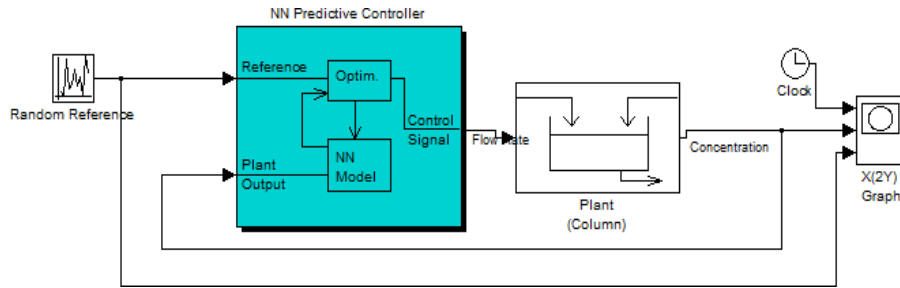 NN Predictive Controller
Random Reference
Reference
Optim.
Control
Signal
Plant
Output
NN
Model
Flow Rate
Plant
(Column)
Concentration
Clock
X(2Y)
Graph